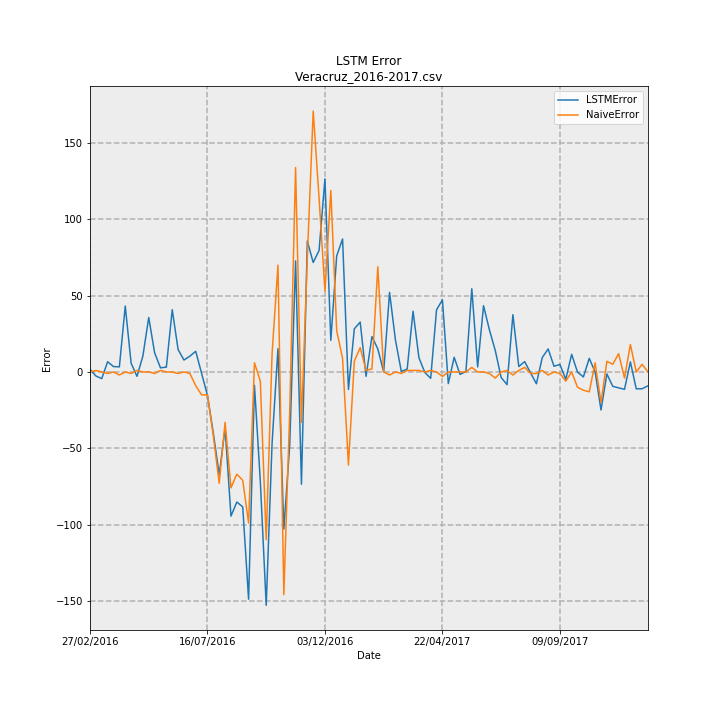 LSTM Error
Veracruz_2016-2017.csv
LSTMError
NaiveError
150
100
50
0
−50
−100
−150
Error
27/02/2016
16/07/2016
03/12/2016
22/04/2017
09/09/2017
Date